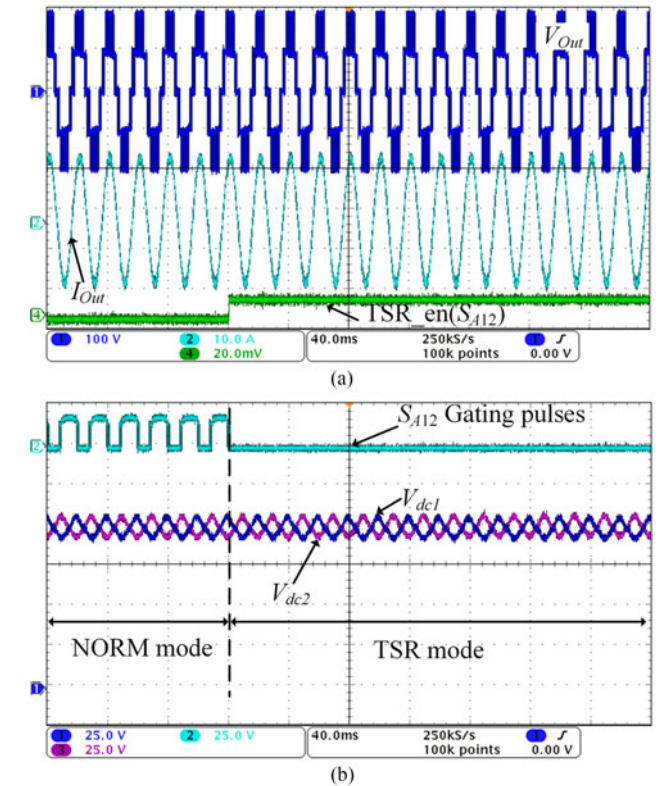 V_Out
1
2
I_Out
TSR_en(S_A12)
4
1 100 V 2 10.0 A 40.0ms 250kS/s 1 ʃ
4 20.0mV 100k points 0.00 V
(a)
2
S_A12 Gating pulses
V_dc1
V_dc2
NORM mode TSR mode
1
1 25.0 V 2 25.0 V 40.0ms 250kS/s 1 ʃ
3 25.0 V 100k points 0.00 V
(b)